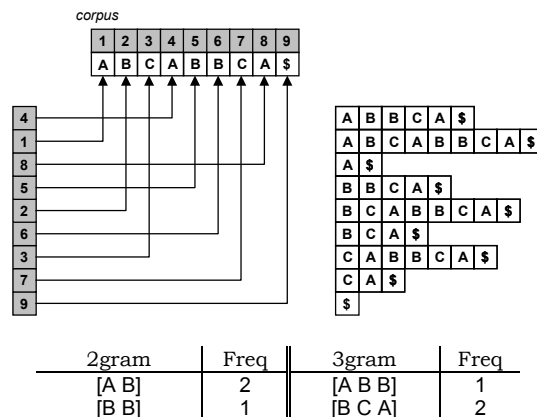 corpus
1 2 3 4 5 6 7 8 9
A B C A B B C A $
4 A B B C A $
1 A B C A B B C A $
8 A $
5 B B C A $
2 B C A B B C A $
6 B C A $
3 C A B B C A $
7 C A $
9 $
2gram Freq 3gram Freq
[A B] 2 [A B B] 1
[B B] 1 [B C A] 2